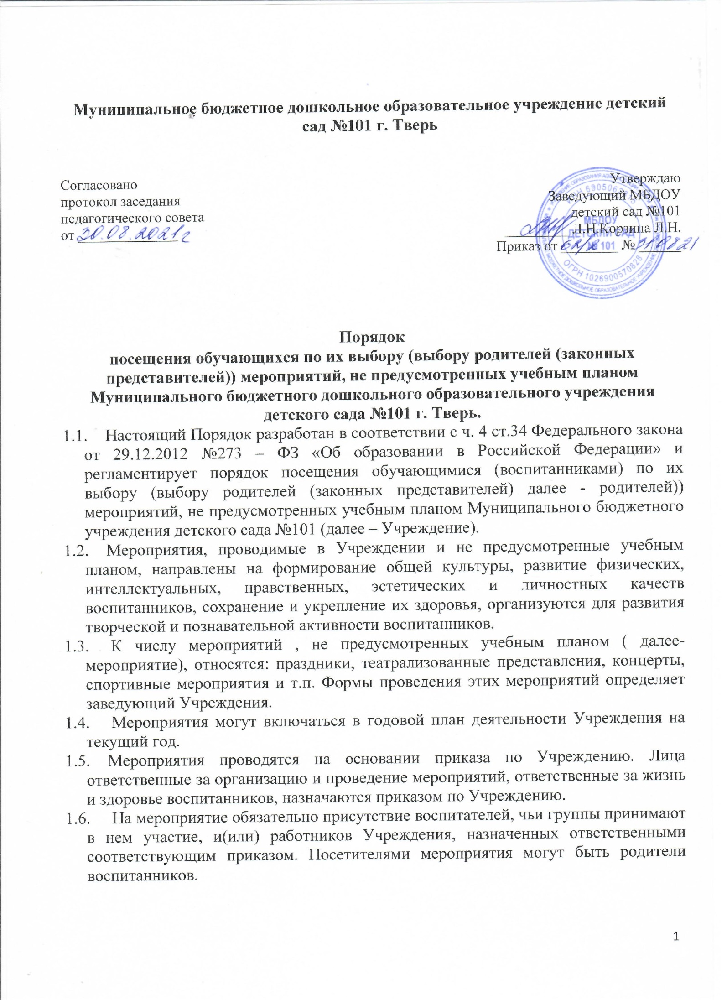 Муниципальное бюджетное дошкольное образовательное учреждение детский
сад №101 г. Тверь
Согласовано
протокол заседания
педагогического совета
от 30.08.2021г
Утверждаю
Заведующий МБДОУ
детский сад №101
Л.Н.Корзина Л.Н.
Приказ от 62/2 № 310821
МБДОУ
ДЕТСКИЙ САД
№ 101
ОГРН 1026900570828
Порядок
посещения обучающихся по их выбору (выбору родителей (законных
представителей)) мероприятий, не предусмотренных учебным планом
Муниципального бюджетного дошкольного образовательного учреждения
детского сада №101 г. Тверь.
1.1. Настоящий Порядок разработан в соответствии с ч. 4 ст.34 Федерального закона
от 29.12.2012 №273 – ФЗ «Об образовании в Российской Федерации» и
регламентирует порядок посещения обучающимися (воспитанниками) по их
выбору (выбору родителей (законных представителей) далее - родителей))
мероприятий, не предусмотренных учебным планом Муниципального бюджетного
учреждения детского сада №101 (далее – Учреждение).
1.2. Мероприятия, проводимые в Учреждении и не предусмотренные учебным
планом, направлены на формирование общей культуры, развитие физических,
интеллектуальных, нравственных, эстетических и личностных качеств
воспитанников, сохранение и укрепление их здоровья, организуются для развития
творческой и познавательной активности воспитанников.
1.3. К числу мероприятий , не предусмотренных учебным планом ( далее-
мероприятие), относятся: праздники, театрализованные представления, концерты,
спортивные мероприятия и т.п. Формы проведения этих мероприятий определяет
заведующий Учреждения.
1.4. Мероприятия могут включаться в годовой план деятельности Учреждения на
текущий год.
1.5. Мероприятия проводятся на основании приказа по Учреждению. Лица
ответственные за организацию и проведение мероприятий, ответственные за жизнь
и здоровье воспитанников, назначаются приказом по Учреждению.
1.6. На мероприятие обязательно присутствие воспитателей, чьи группы принимают
в нем участие, и(или) работников Учреждения, назначенных ответственными
соответствующим приказом. Посетителями мероприятия могут быть родители
воспитанников.
1